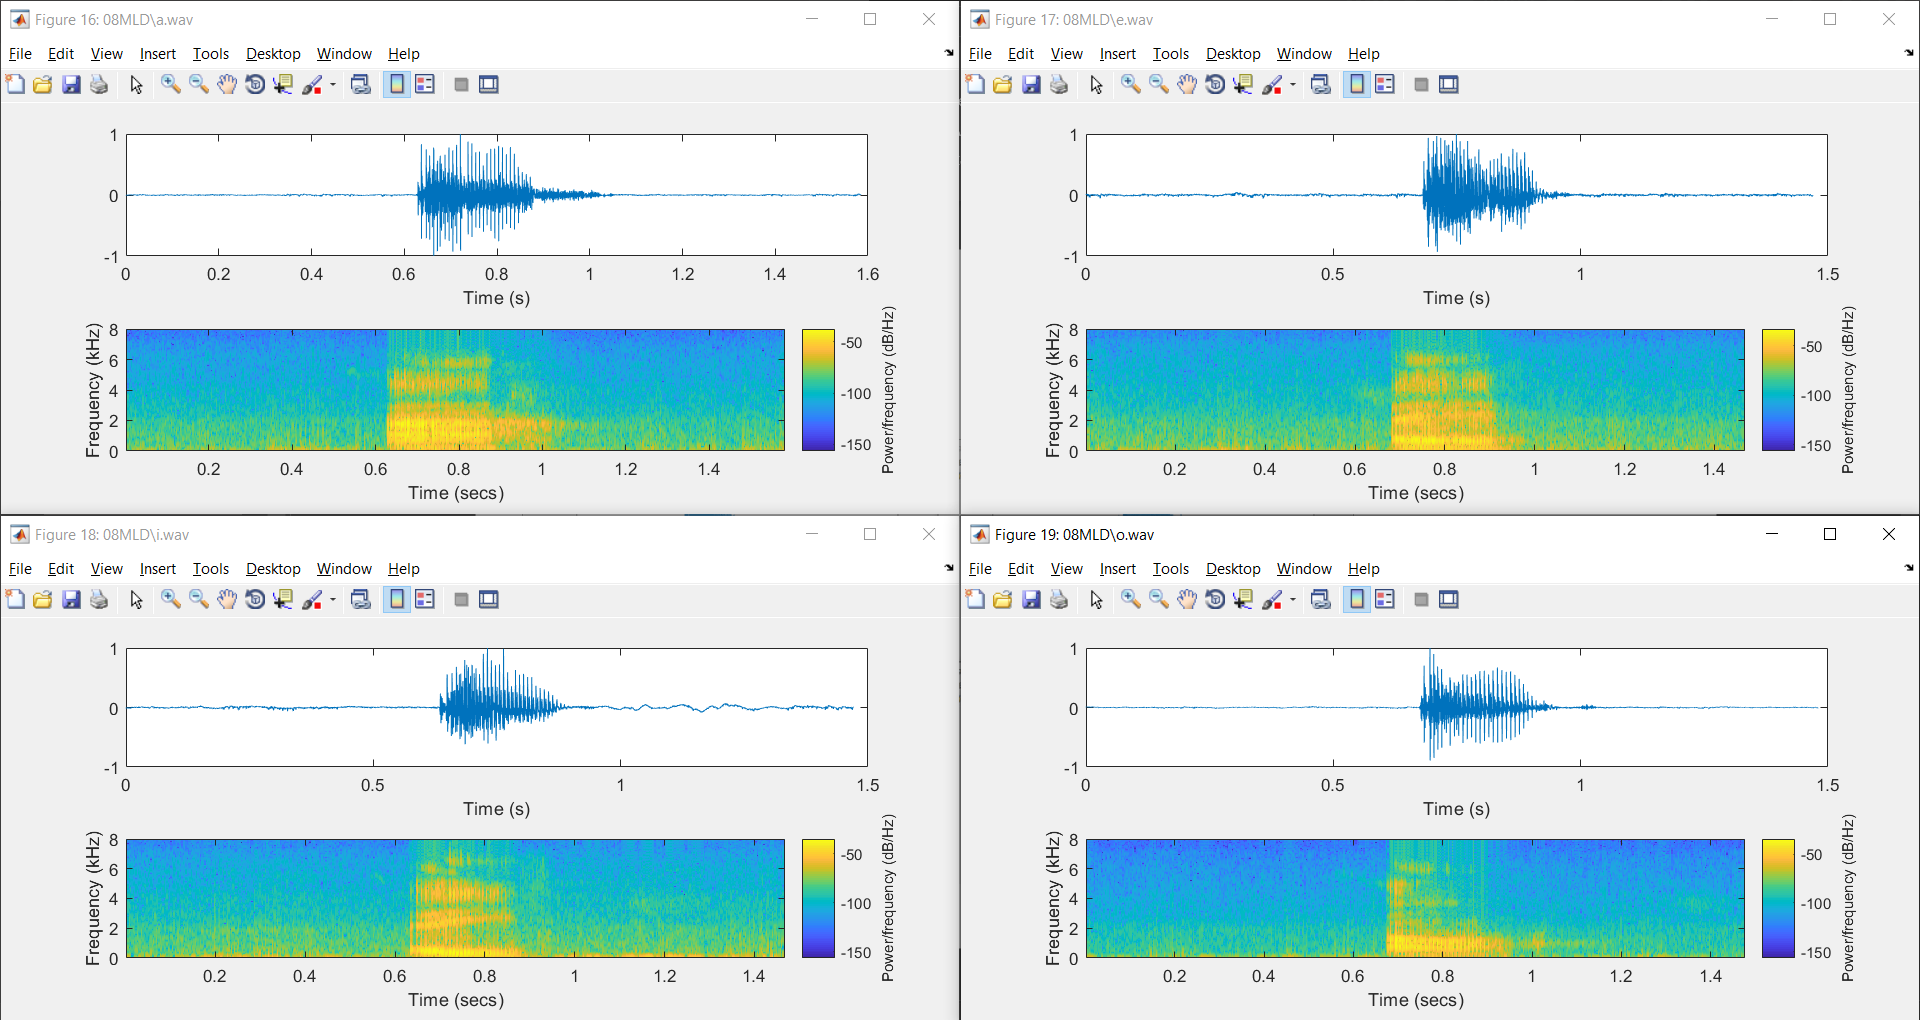 Figure 16: 08MLD\a.wav
File Edit View Insert Tools Desktop Window Help
1
0
-1
0 0.2 0.4 0.6 0.8 1 1.2 1.4 1.6
Time (s)
Frequency (kHz)
8
6
4
2
0
0.2 0.4 0.6 0.8 1 1.2 1.4
Time (secs)
-50
-100
-150
Power/frequency (dB/Hz)
Figure 17: 08MLD\e.wav
File Edit View Insert Tools Desktop Window Help
1
0
-1
0 0.5 1 1.5
Time (s)
Frequency (kHz)
8
6
4
2
0
0.2 0.4 0.6 0.8 1 1.2 1.4
Time (secs)
-50
-100
-150
Power/frequency (dB/Hz)
Figure 18: 08MLD\i.wav
File Edit View Insert Tools Desktop Window Help
1
0
-1
0 0.5 1 1.5
Time (s)
Frequency (kHz)
8
6
4
2
0
0.2 0.4 0.6 0.8 1 1.2 1.4
Time (secs)
-50
-100
-150
Power/frequency (dB/Hz)
Figure 19: 08MLD\o.wav
File Edit View Insert Tools Desktop Window Help
1
0
-1
0 0.5 1 1.5
Time (s)
Frequency (kHz)
8
6
4
2
0
0.2 0.4 0.6 0.8 1 1.2 1.4
Time (secs)
-50
-100
-150
Power/frequency (dB/Hz)